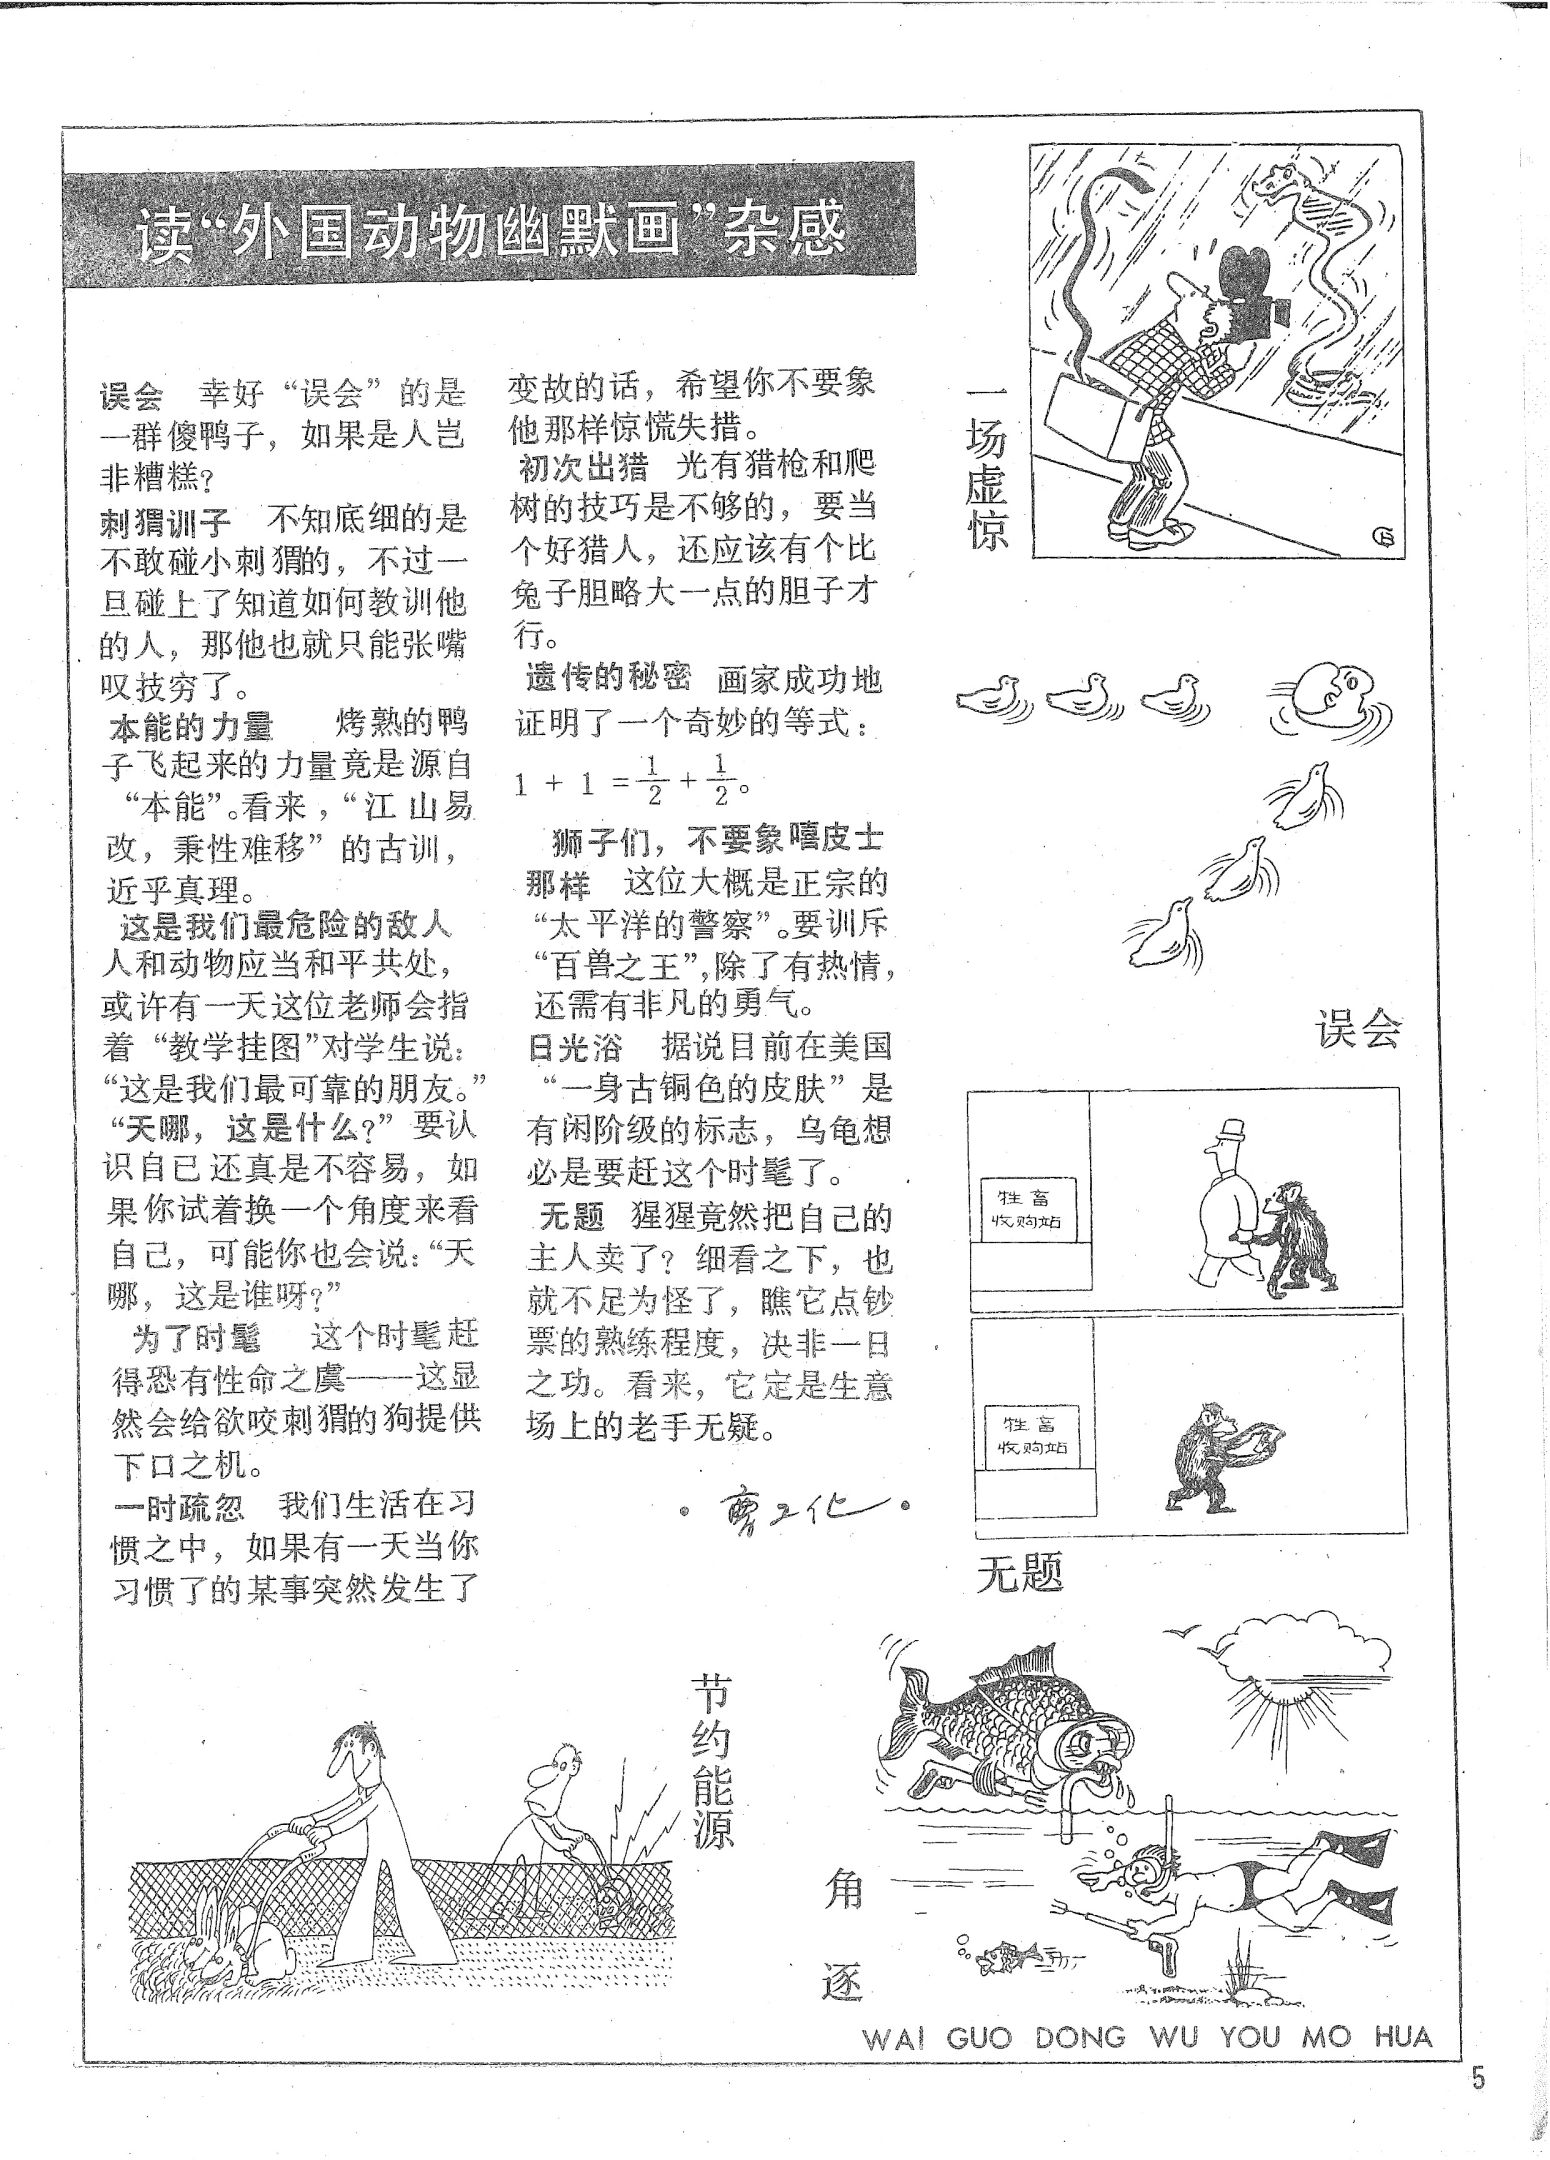 读“外国动物幽默画”杂感
误会 幸好“误会”的是
一群傻鸭子，如果是人岂
非糟糕？
刺猬训子 不知底细的是
不敢碰小刺猬的，不过一
旦碰上了知道如何教训他
的人，那他也就只能张嘴
叹技穷了。
本能的力量 烤熟的鸭
子飞起来的力量竟是源自
“本能”。看来，“江山易
改，秉性难移”的古训，
近乎真理。
这是我们最危险的敌人
人和动物应当和平共处，
或许有一天这位老师会指
着“教学挂图”对学生说：
“这是我们最可靠的朋友。”
“天哪，这是什么？”要认
识自已还真是不容易，如
果你试着换一个角度来看
自己，可能你也会说：“天
哪，这是谁呀？”
为了时髦 这个时髦赶
得恐有性命之虞——这显
然会给欲咬刺猬的狗提供
下口之机。
一时疏忽 我们生活在习
惯之中，如果有一天当你
习惯了的某事突然发生了
变故的话，希望你不要象
他那样惊慌失措。
初次出猎 光有猎枪和爬
树的技巧是不够的，要当
个好猎人，还应该有个比
兔子胆略大一点的胆子才
行。
遗传的秘密 画家成功地
证明了一个奇妙的等式：
1 + 1 = 1/2 + 1/2。
狮子们，不要象嘻皮士
那样 这位大概是正宗的
“太平洋的警察”。要训斥
“百兽之王”，除了有热情，
还需有非凡的勇气。
日光浴 据说目前在美国
“一身古铜色的皮肤”是
有闲阶级的标志，乌龟想
必是要赶这个时髦了。
无题 猩猩竟然把自己的
主人卖了？细看之下，也
就不足为怪了，瞧它点钞
票的熟练程度，决非一日
之功。看来，它定是生意
场上的老手无疑。
一场虚惊
误会
牲畜
收购站
牲畜
收购站
无题
节约能源
角逐
WAI GUO DONG WU YOU MO HUA
5